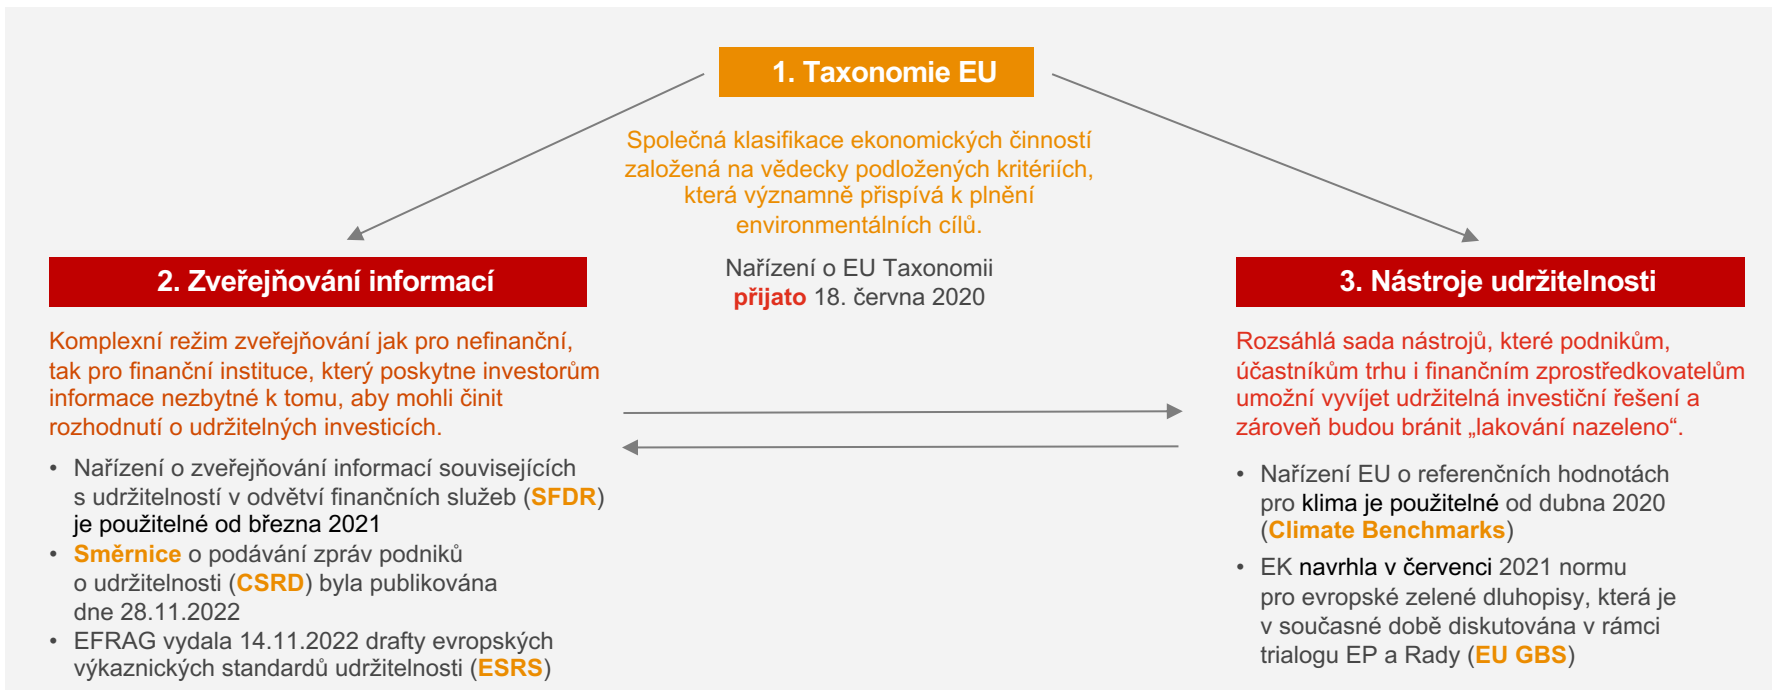 1. Taxonomie EU
Společná klasifikace ekonomických činností
založená na vědecky podložených kritériích,
která významně přispívá k plnění
environmentálních cílů.
Nařízení o EU Taxonomii
přijato 18. června 2020
2. Zveřejňování informací
Komplexní režim zveřejňování jak pro nefinanční,
tak pro finanční instituce, který poskytne investorům
informace nezbytné k tomu, aby mohli činit
rozhodnutí o udržitelných investicích.
• Nařízení o zveřejňování informací souvisejících
s udržitelností v odvětví finančních služeb (SFDR)
je použitelné od března 2021
• Směrnice o podávání zpráv podniků
o udržitelnosti (CSRD) byla publikována
dne 28.11.2022
• EFRAG vydala 14.11.2022 drafty evropských
výkaznických standardů udržitelnosti (ESRS)
3. Nástroje udržitelnosti
Rozsáhlá sada nástrojů, které podnikům,
účastníkům trhu i finančním zprostředkovatelům
umožní vyvíjet udržitelná investiční řešení a
zároveň budou bránit „lakování nazeleno“.
• Nařízení EU o referenčních hodnotách
pro klima je použitelné od dubna 2020
(Climate Benchmarks)
• EK navrhla v červenci 2021 normu
pro evropské zelené dluhopisy, která je
v současné době diskutována v rámci
trialogu EP a Rady (EU GBS)